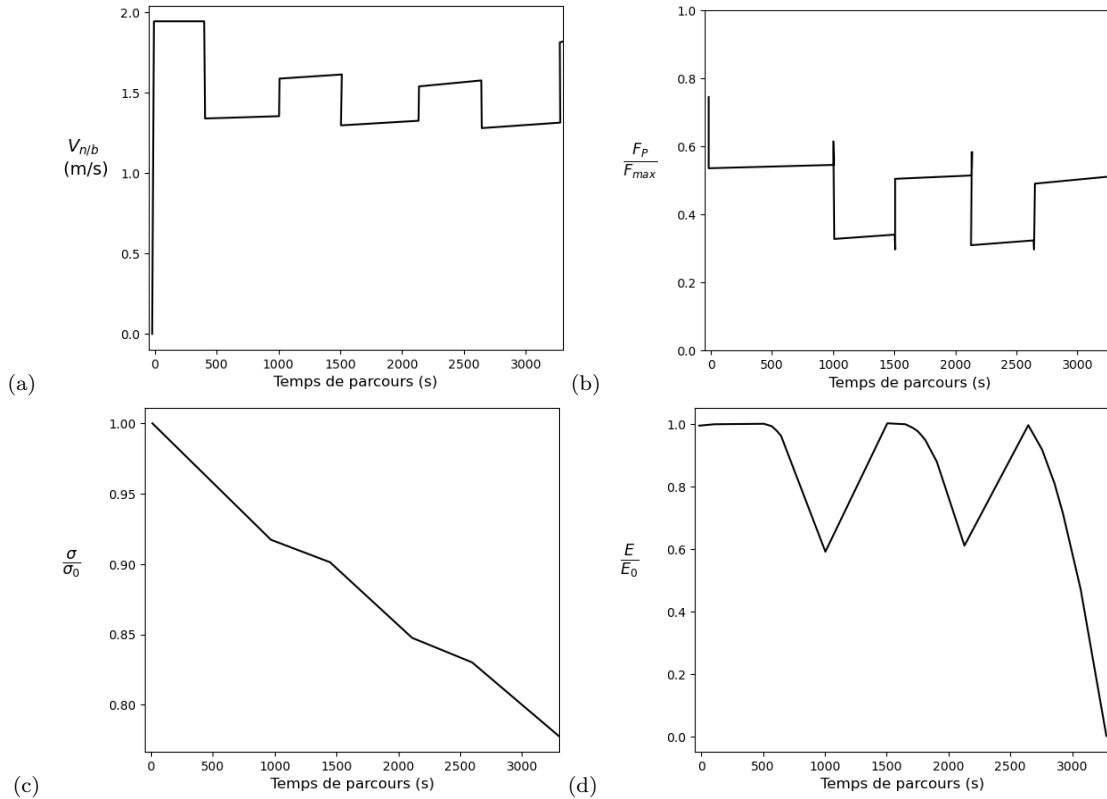 2.0
1.5
1.0
0.5
0.0
V_{n/b}
(m/s)
0 500 1000 1500 2000 2500 3000
Temps de parcours (s)
(a)
1.0
0.8
0.6
0.4
0.2
0.0
F_P
F_{max}
0 500 1000 1500 2000 2500 3000
Temps de parcours (s)
(b)
1.00
0.95
0.90
0.85
0.80
σ
σ_0
0 500 1000 1500 2000 2500 3000
Temps de parcours (s)
(c)
1.0
0.8
0.6
0.4
0.2
0.0
E
E_0
0 500 1000 1500 2000 2500 3000
Temps de parcours (s)
(d)